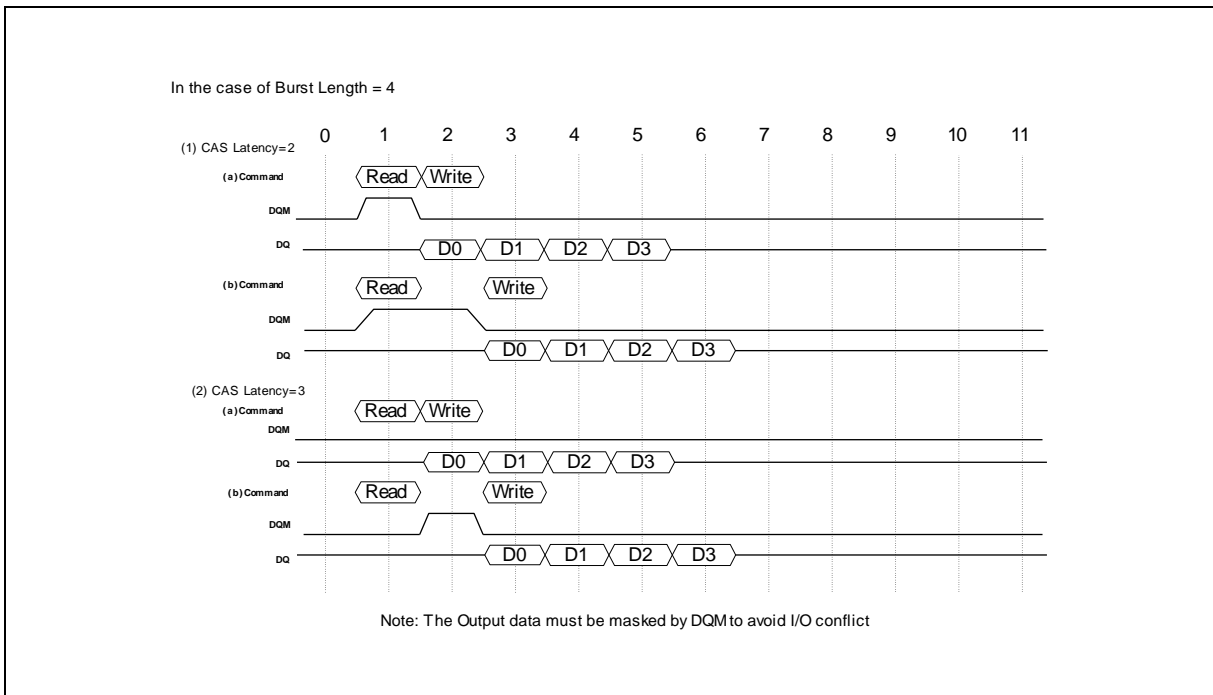 In the case of Burst Length = 4
0 1 2 3 4 5 6 7 8 9 10 11
(1) CAS Latency=2
(a)Command Read Write
DQM
DQ D0 D1 D2 D3
(b)Command Read Write
DQM
DQ D0 D1 D2 D3
(2) CAS Latency=3
(a)Command Read Write
DQM
DQ D0 D1 D2 D3
(b)Command Read Write
DQM
DQ D0 D1 D2 D3
Note: The Output data must be masked by DQM to avoid I/O conflict